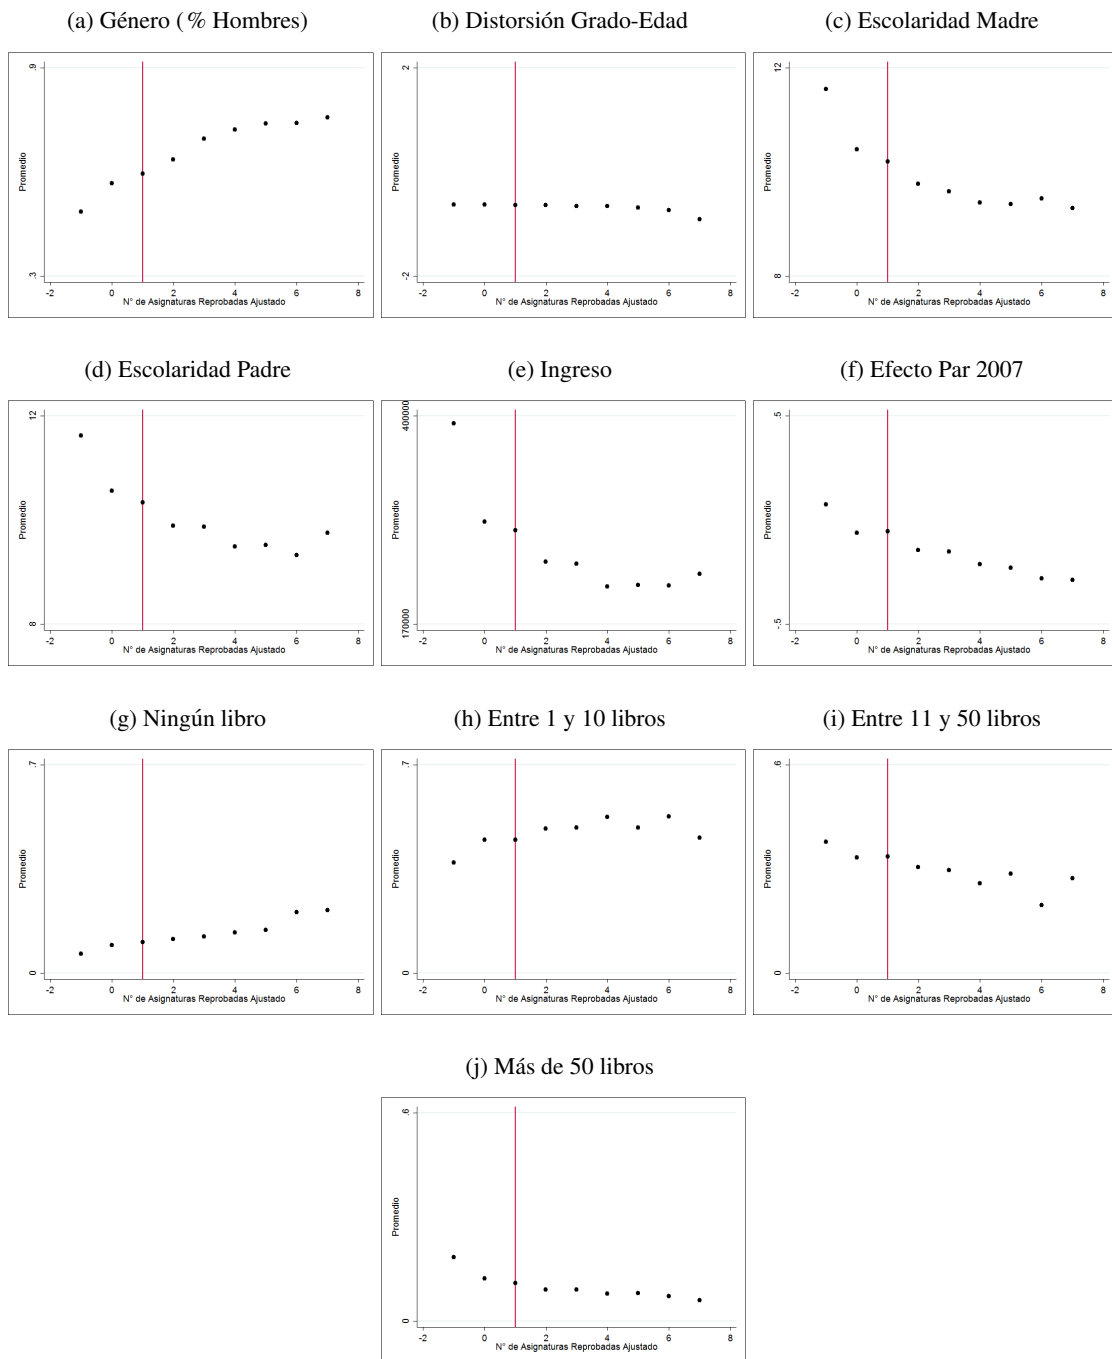 (a) Género (% Hombres)
(b) Distorsión Grado-Edad
(c) Escolaridad Madre
.9
Promedio
.3
-2 0 2 4 6 8
N° de Asignaturas Reprobadas Ajustado
2
Promedio
-2
-2 0 2 4 6 8
N° de Asignaturas Reprobadas Ajustado
12
Promedio
8
-2 0 2 4 6 8
N° de Asignaturas Reprobadas Ajustado
(d) Escolaridad Padre
(e) Ingreso
(f) Efecto Par 2007
12
Promedio
8
-2 0 2 4 6 8
N° de Asignaturas Reprobadas Ajustado
400000
Promedio
170000
-2 0 2 4 6 8
N° de Asignaturas Reprobadas Ajustado
.5
Promedio
-.5
-2 0 2 4 6 8
N° de Asignaturas Reprobadas Ajustado
(g) Ningún libro
(h) Entre 1 y 10 libros
(i) Entre 11 y 50 libros
.7
Promedio
0
-2 0 2 4 6 8
N° de Asignaturas Reprobadas Ajustado
.7
Promedio
0
-2 0 2 4 6 8
N° de Asignaturas Reprobadas Ajustado
.6
Promedio
0
-2 0 2 4 6 8
N° de Asignaturas Reprobadas Ajustado
(j) Más de 50 libros
.6
Promedio
0
-2 0 2 4 6 8
N° de Asignaturas Reprobadas Ajustado